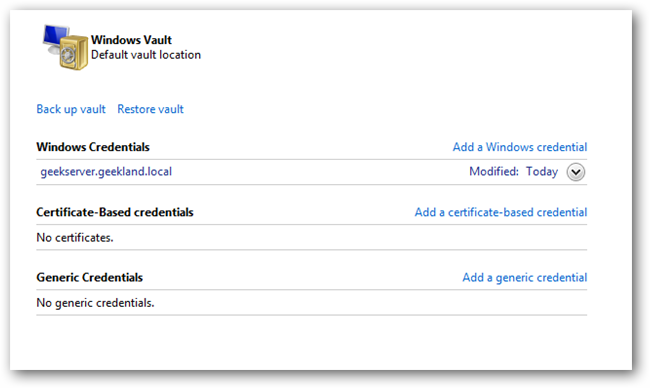 Windows Vault
Default vault location
Back up vault Restore vault
Windows Credentials Add a Windows credential
geekserver.geekland.local Modified: Today
Certificate-Based credentials Add a certificate-based credential
No certificates.
Generic Credentials Add a generic credential
No generic credentials.